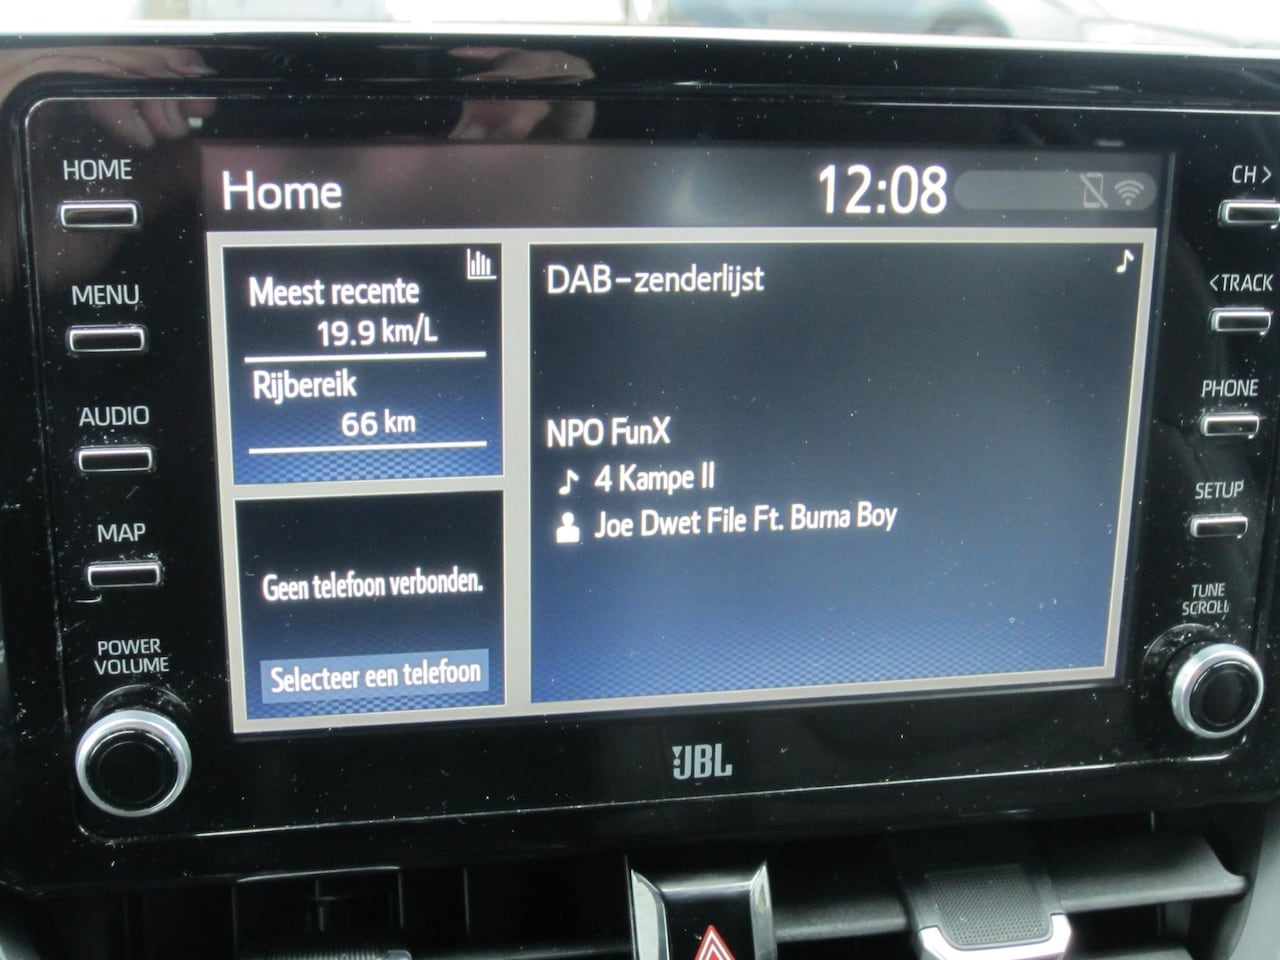 HOME
MENU
AUDIO
MAP
POWER
VOLUME
Home
12:08
Meest recente
19.9 km/L
Rijbereik
66 km
Geen telefoon verbonden.
Selecteer een telefoon
DAB-zenderlijst
NPO FunX
4 Kampe II
Joe Dwet File Ft. Burna Boy
CH >
< TRACK
PHONE
SETUP
TUNE
SCROLL
JBL